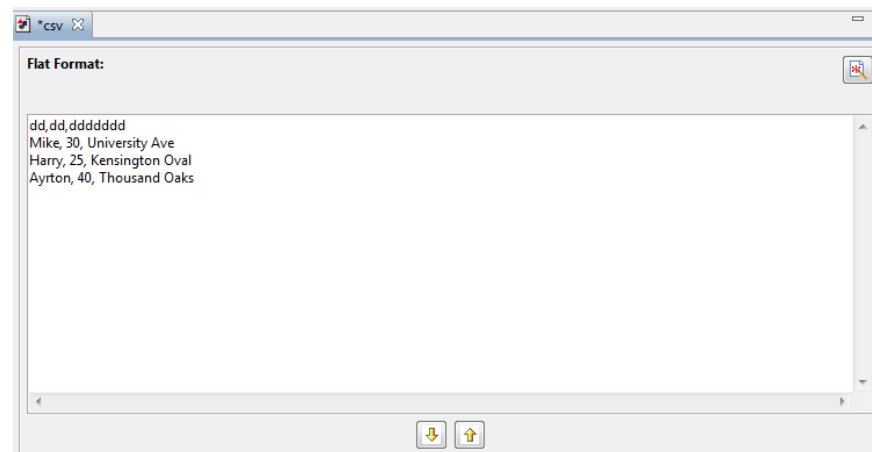 *csv
Flat Format:
dd,dd,ddddddd
Mike, 30, University Ave
Harry, 25, Kensington Oval
Ayrton, 40, Thousand Oaks